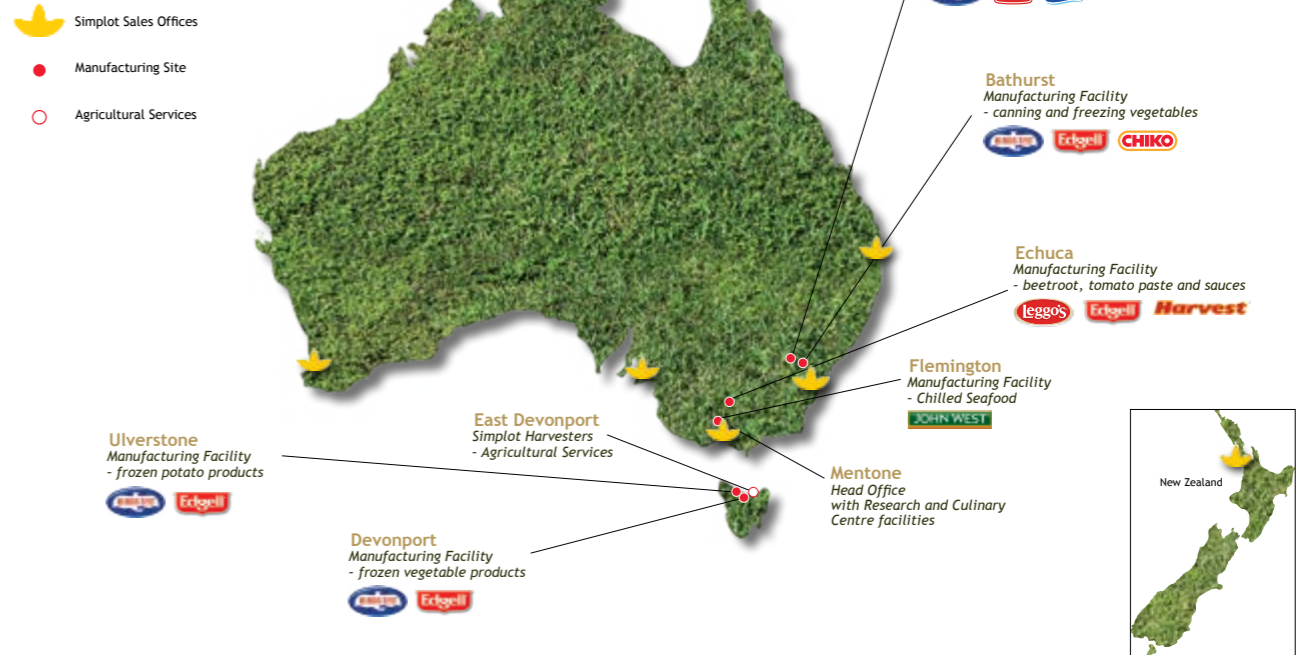 Simplot Sales Offices
Manufacturing Site
Agricultural Services
Bathurst
Manufacturing Facility
- canning and freezing vegetables
Edgell
CHIKO
Echuca
Manufacturing Facility
- beetroot, tomato paste and sauces
Leggo's
Edgell
Harvest
Flemington
Manufacturing Facility
- Chilled Seafood
JOHN WEST
East Devonport
Simplot Harvesters
- Agricultural Services
Ulverstone
Manufacturing Facility
– frozen potato products
Edgell
Mentone
Head Office
with Research and Culinary
Centre facilities
New Zealand
Devonport
Manufacturing Facility
– frozen vegetable products
Edgell